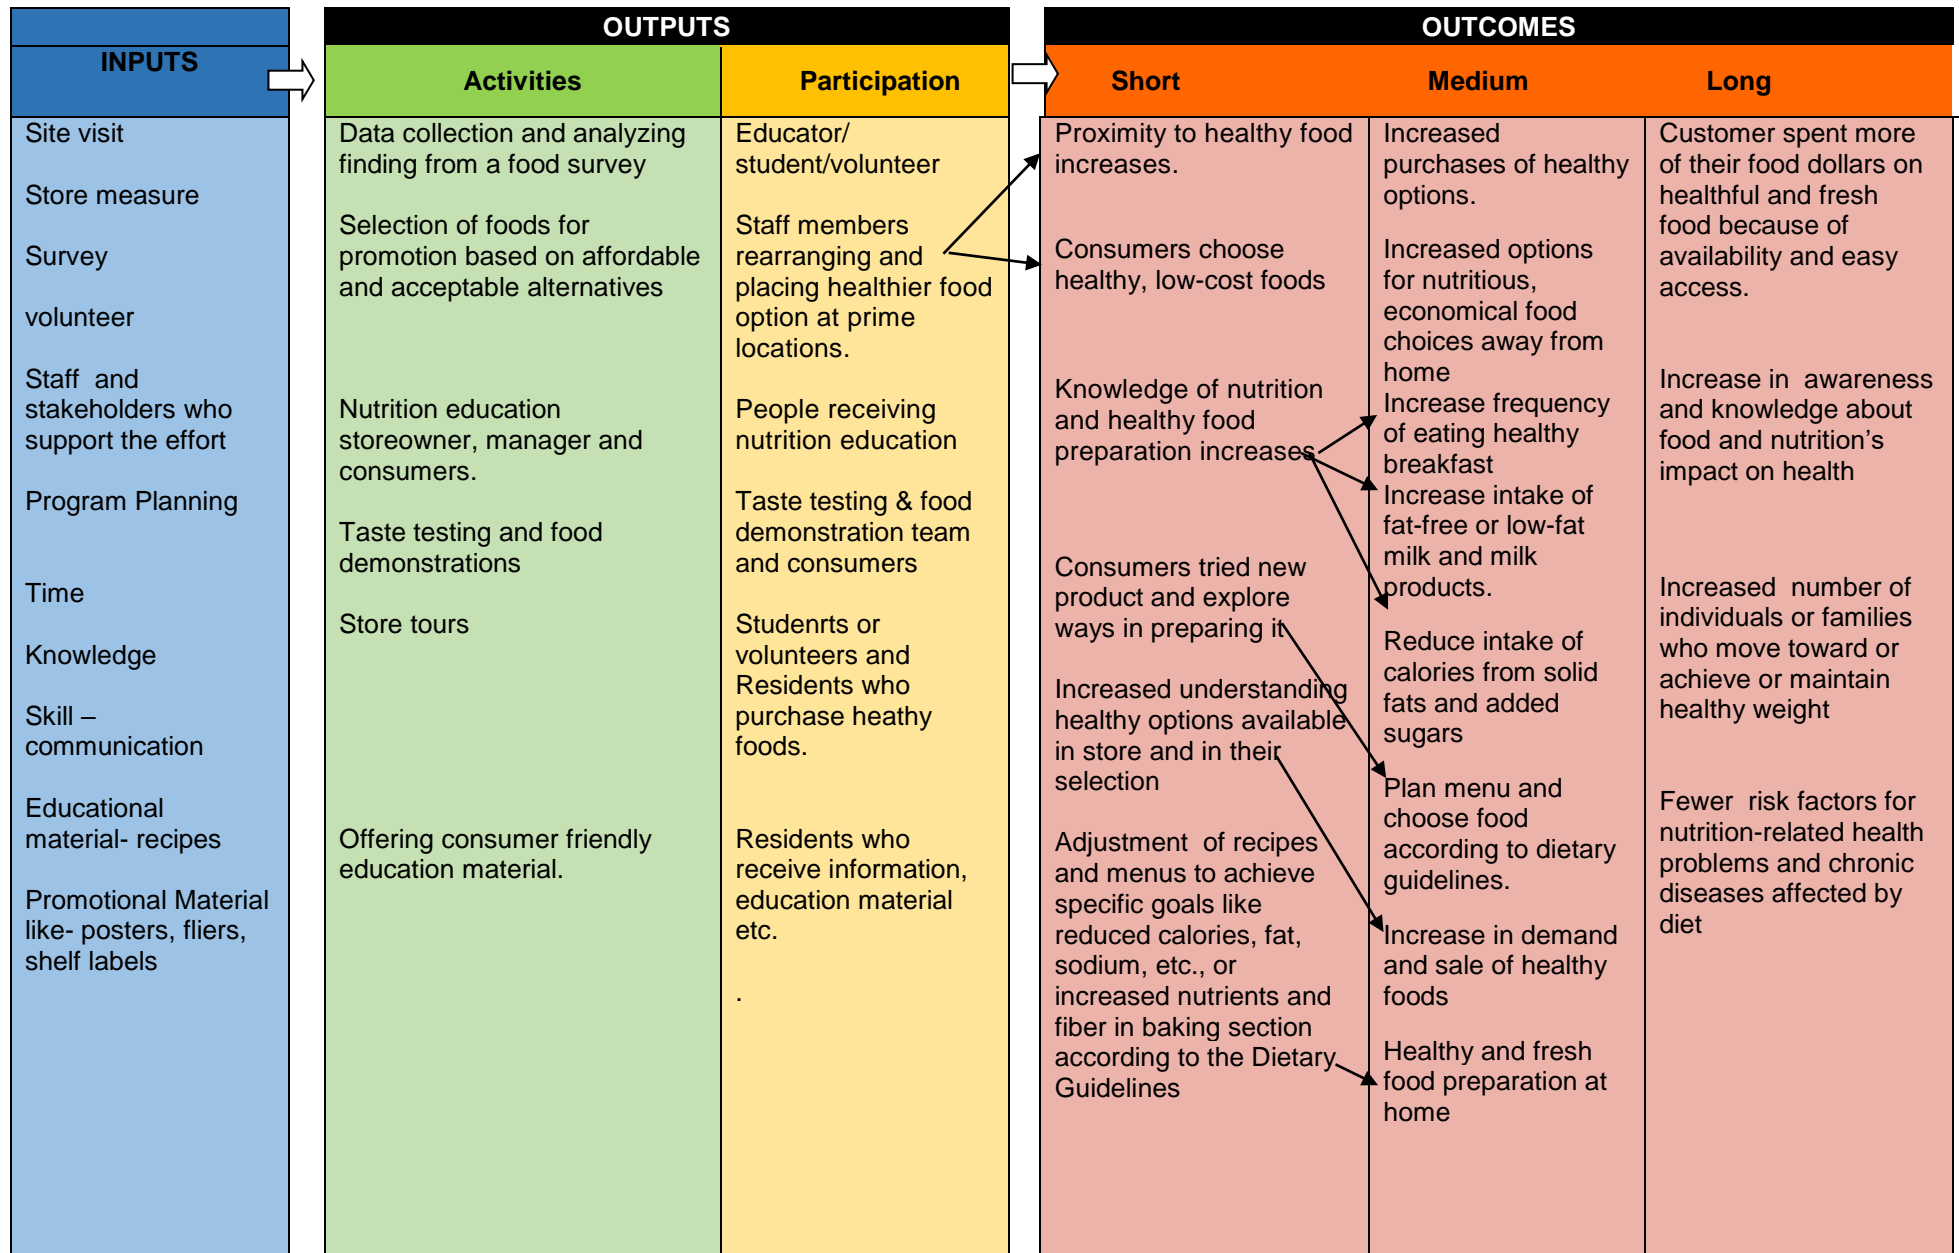 INPUTS
OUTPUTS
Activities
Participation
OUTCOMES
Short
Medium
Long
Site visit
Store measure
Survey
volunteer
Staff  and
stakeholders who
support the effort
Program Planning
Time
Knowledge
Skill –
communication
Educational
material- recipes
Promotional Material
like- posters, fliers,
shelf labels
Data collection and analyzing
finding from a food survey
Selection of foods for
promotion based on affordable
and acceptable alternatives
Nutrition education
storeowner, manager and
consumers.
Taste testing and food
demonstrations
Store tours
Offering consumer friendly
education material.
Educator/
student/volunteer
Staff members
rearranging and
placing healthier food
option at prime
locations.
People receiving
nutrition education
Taste testing & food
demonstration team
and consumers
Studenrts or
volunteers and
Residents who
purchase heathy
foods.
Residents who
receive information,
education material
etc.
.
Proximity to healthy food
increases.
Consumers choose
healthy, low-cost foods
Knowledge of nutrition
and healthy food
preparation increases
Consumers tried new
product and explore
ways in preparing it
Increased understanding
healthy options available
in store and in their
selection
Adjustment  of recipes
and menus to achieve
specific goals like
reduced calories, fat,
sodium, etc., or
increased nutrients and
fiber in baking section
according to the Dietary
Guidelines
Increased
purchases of healthy
options.
Increased options
for nutritious,
economical food
choices away from
home
Increase frequency
of eating healthy
breakfast
Increase intake of
fat-free or low-fat
milk and milk
products.
Reduce intake of
calories from solid
fats and added
sugars
Plan menu and
choose food
according to dietary
guidelines.
Increase in demand
and sale of healthy
foods
Healthy and fresh
food preparation at
home
Customer spent more
of their food dollars on
healthful and fresh
food because of
availability and easy
access.
Increase in  awareness
and knowledge about
food and nutrition's
impact on health
Increased  number of
individuals or families
who move toward or
achieve or maintain
healthy weight
Fewer  risk factors for
nutrition-related health
problems and chronic
diseases affected by
diet